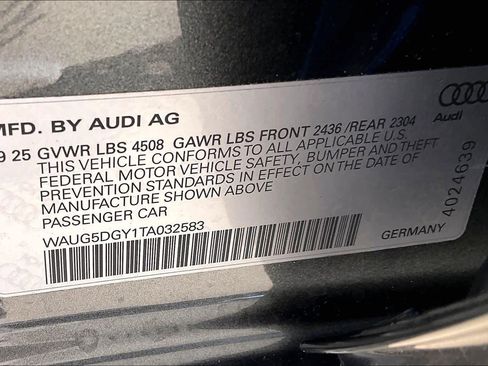 MFD. BY AUDI AG
9 25 GVWR LBS 4508 GAWR LBS FRONT 2436 /REAR 2304
THIS VEHICLE CONFORMS TO ALL APPLICABLE U.S.
FEDERAL MOTOR VEHICLE SAFETY, BUMPER AND THEFT
PREVENTION STANDARDS IN EFFECT ON THE DATE OF
MANUFACTURE SHOWN ABOVE
PASSENGER CAR
WAUG5DGY1TA032583
GERMANY
4024639
Audi